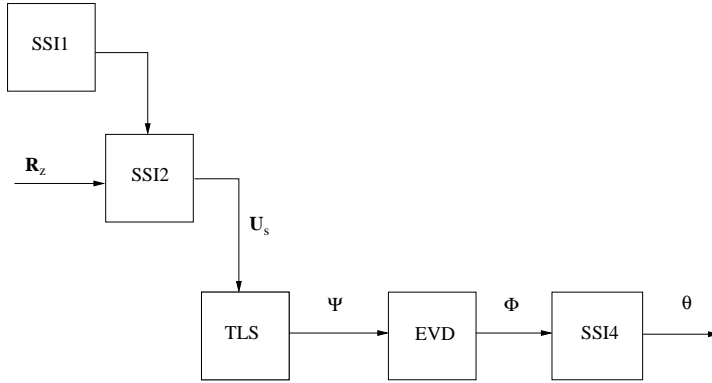 SSI1
R_z
SSI2
U_s
Ψ
Φ
θ
TLS
EVD
SSI4